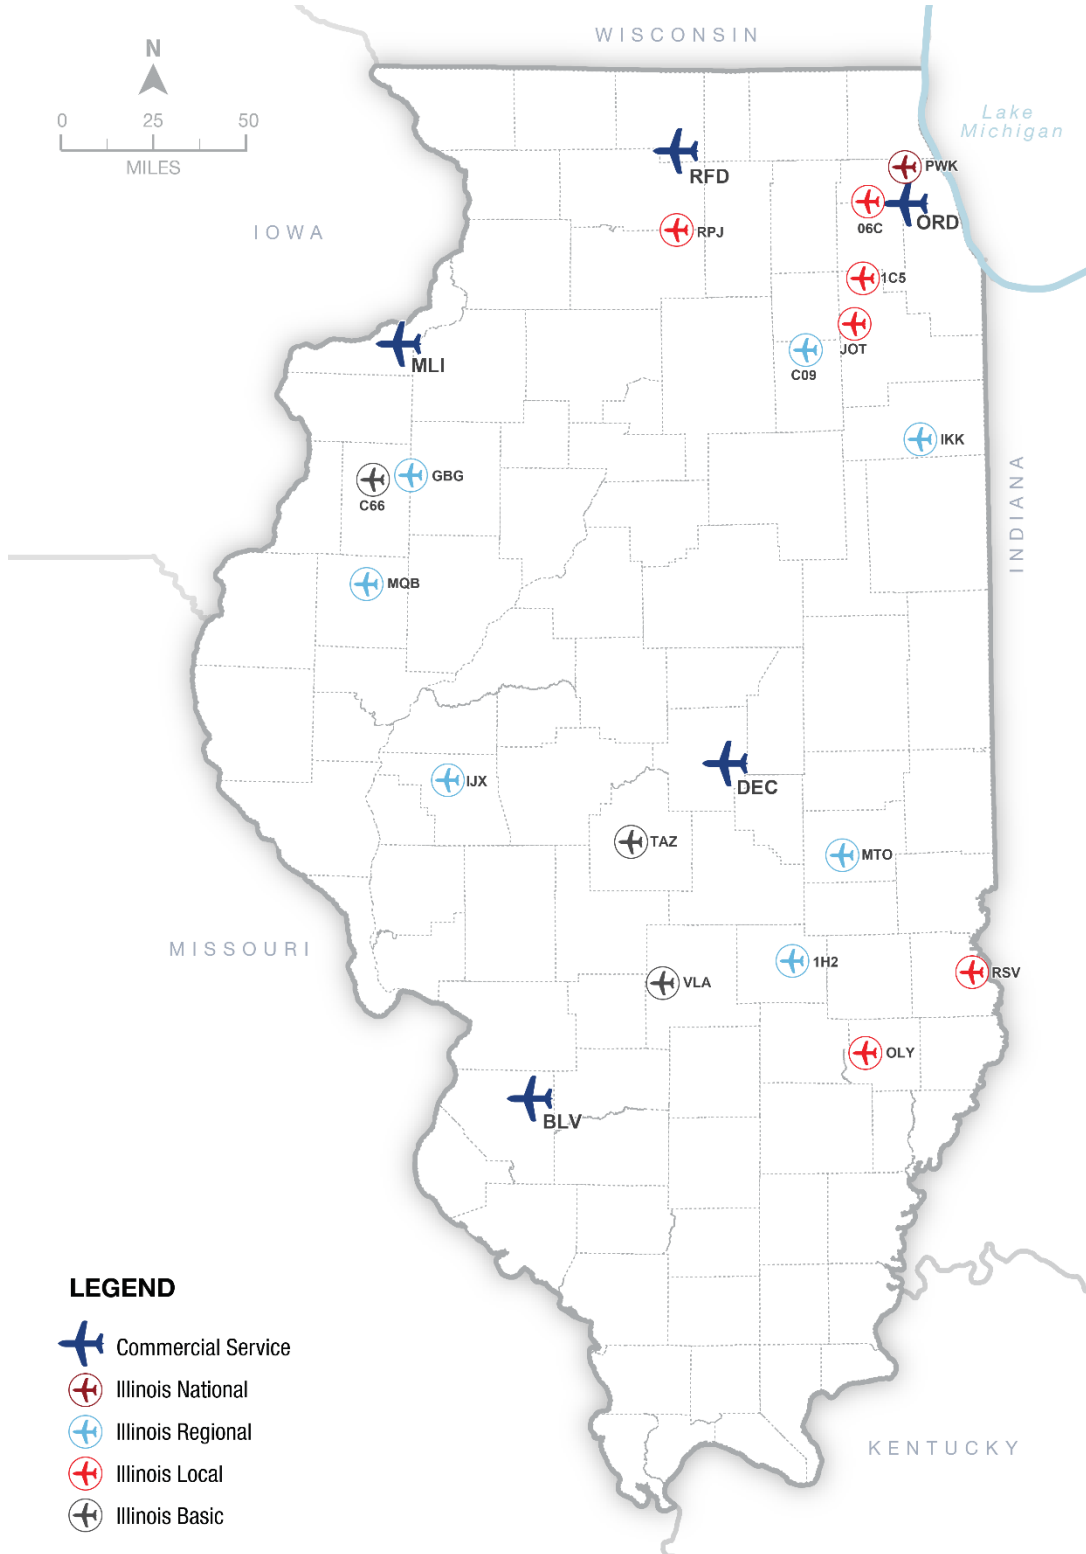 WISCONSIN
N
0 25 50
MILES
Lake
Michigan
PWK
RFD
06C
ORD
IOWA
RPJ
1C5
JOT
MLI
C09
IKK
GBG
C66
INDIANA
MQB
IJX
DEC
TAZ
MTO
MISSOURI
1H2
RSV
VLA
OLY
BLV
LEGEND
Commercial Service
Illinois National
Illinois Regional
Illinois Local
Illinois Basic
KENTUCKY